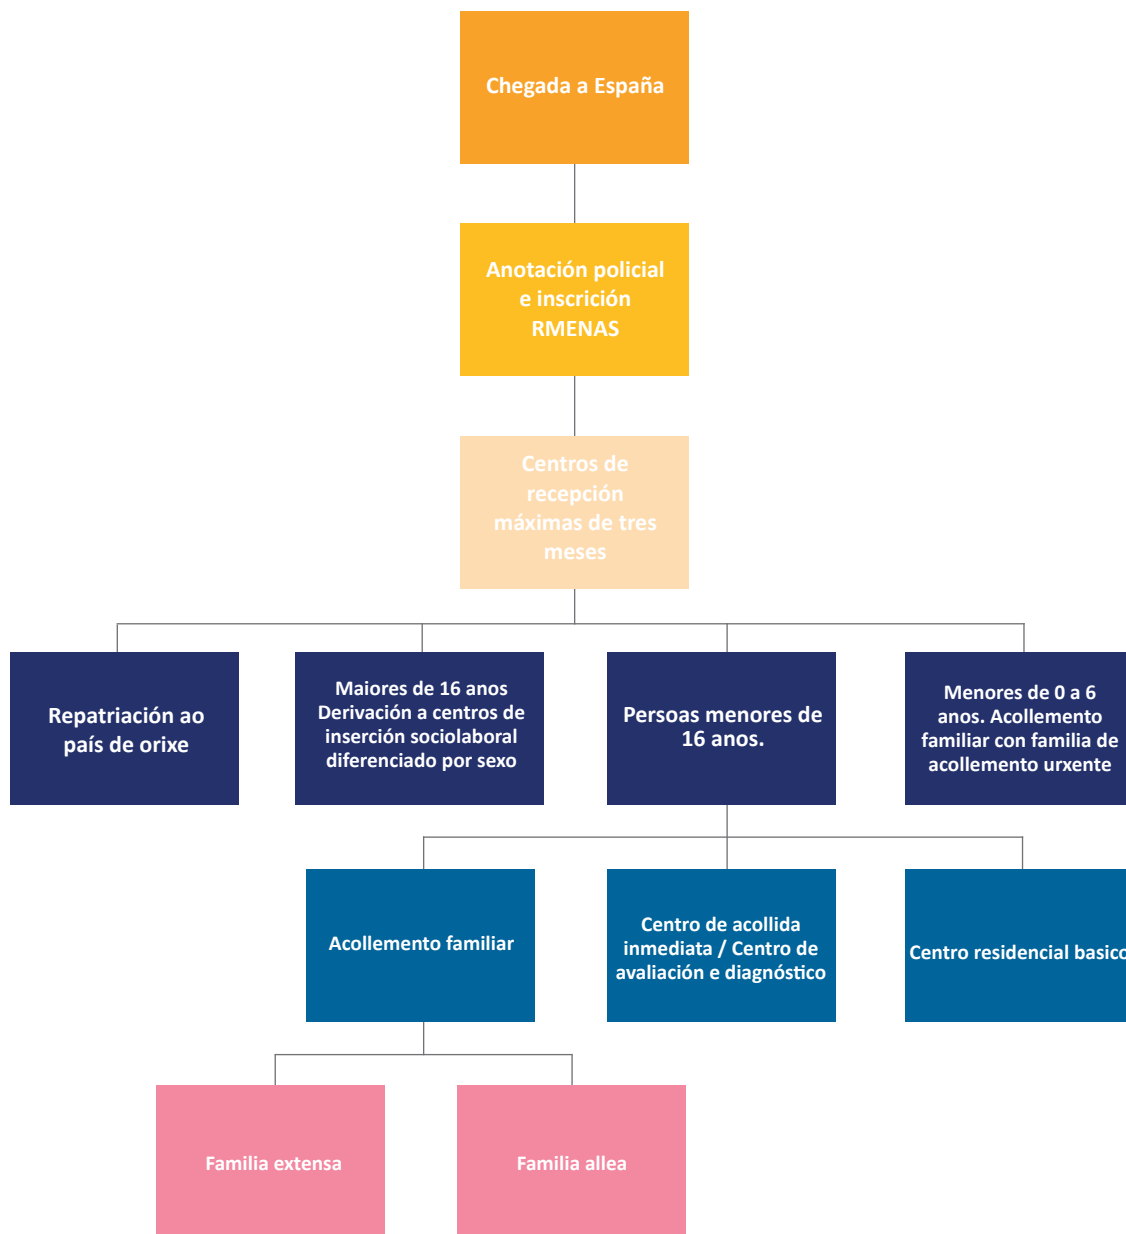 Chegada a España
Anotación policial
e inscrición
RMENAS
Centros de
recepción
máximas de tres
meses
Repatriación ao
país de orixe
Maiores de 16 anos
Derivación a centros de
inserción sociolaboral
diferenciado por sexo
Persoas menores de
16 anos.
Menores de 0 a 6
anos. Acollemento
familiar con familia de
acollemento urxente
Acollemento familiar
Centro de acollida
inmediata / Centro de
avaliación e diagnóstico
Centro residencial basico
Familia extensa
Familia allea